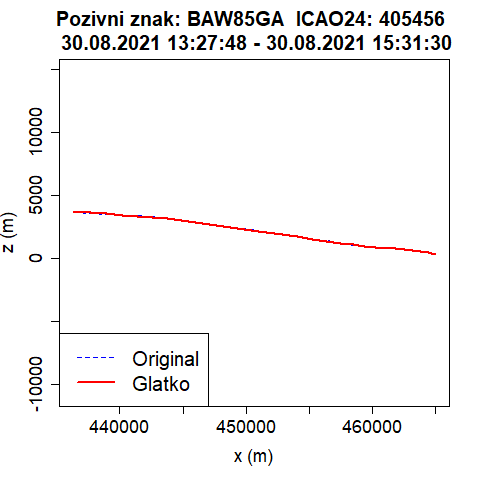 Pozivni znak: BAW85GA ICAO24: 405456
30.08.2021 13:27:48 - 30.08.2021 15:31:30
10000
5000
0
-10000
z (m)
Original
Glatko
440000 450000 460000
x (m)